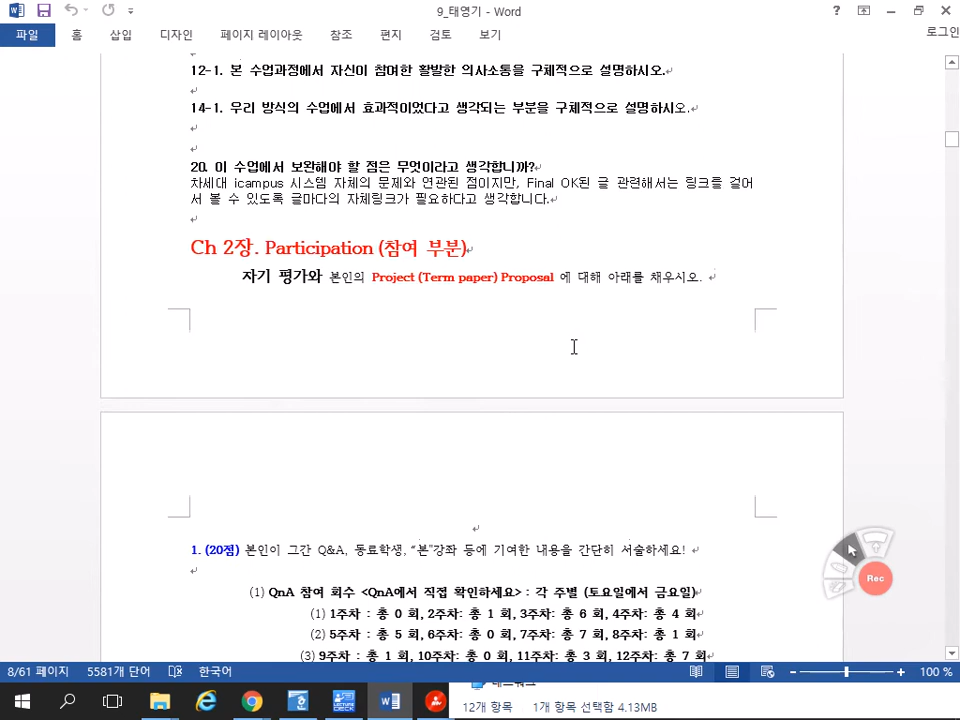 9_태영기 - Word
파일 홈 삽입 디자인 페이지 레이아웃 참조 편지 검토 보기 로그인
12-1. 본 수업과정에서 자신이 참여한 활발한 의사소통을 구체적으로 설명하시오.
14-1. 우리 방식의 수업에서 효과적이었다고 생각되는 부분을 구체적으로 설명하시오.
20. 이 수업에서 보완해야 할 점은 무엇이라고 생각합니까?
차세대 icampus 시스템 자체의 문제와 연관된 점이지만, Final OK된 글 관련해서는 링크를 걸어
서 볼 수 있도록 글마다의 자체링크가 필요하다고 생각합니다.
Ch 2장. Participation (참여 부분)
자기 평가와 본인의 Project (Term paper) Proposal 에 대해 아래를 채우시오.
1. (20점) 본인이 그간 Q&A, 동료학생, "본"강좌 등에 기여한 내용을 간단히 서술하세요!
(1) QnA 참여 회수 <QnA에서 직접 확인하세요> : 각 주별 (토요일에서 금요일)
(1) 1주차 : 총 0 회, 2주차: 총 1 회, 3주차: 총 6 회, 4주차: 총 4 회
(2) 5주차 : 총 5 회, 6주차: 총 0 회, 7주차: 총 7 회, 8주차: 총 1 회
(3) 9주차 : 총 1 회, 10주차: 총 0 회, 11주차: 총 3 회, 12주차: 총 7 회
Rec
8/61 페이지 5581개 단어 한국어 100 %
LECTURE CHECK
12개 항목 1개 항목 선택함 4.13MB